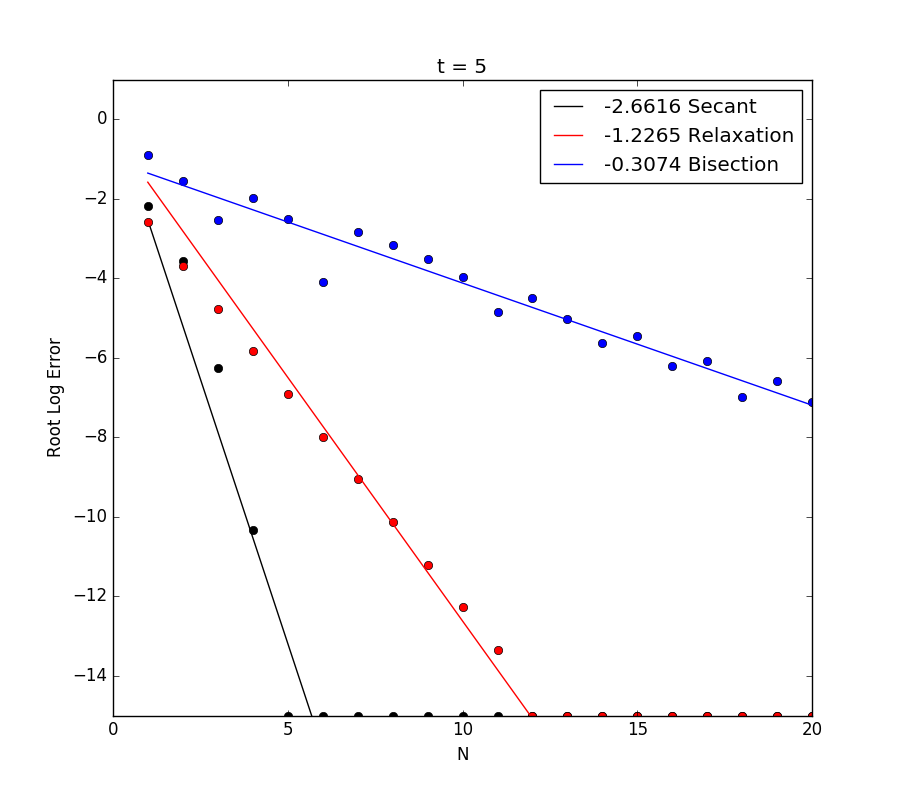 t = 5
-2.6616 Secant
-1.2265 Relaxation
-0.3074 Bisection
0
−2
−4
−6
−8
−10
−12
−14
Root Log Error
0 5 10 15 20
N